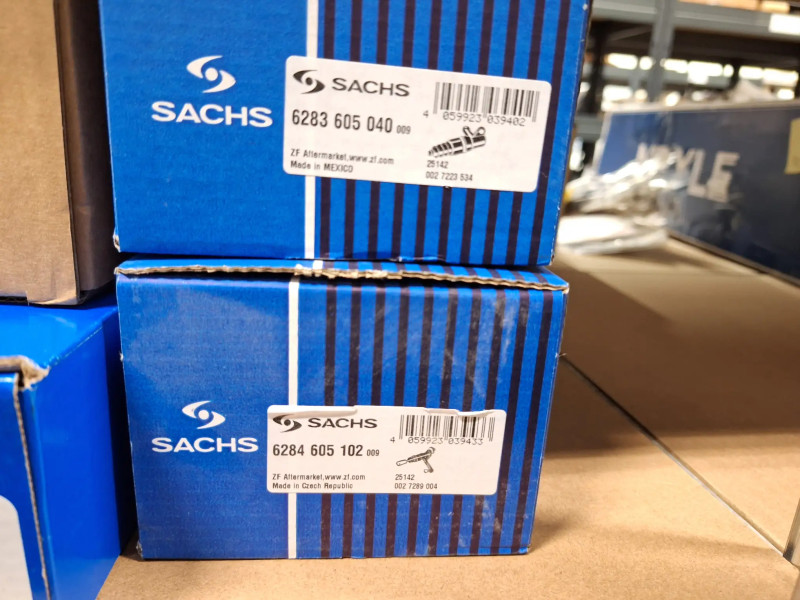 SACHS
SACHS
6283 605 040 009
4 059923 039402
ZF Aftermarket,www.zf.com
Made in MEXICO
25142
002 7223 534
SACHS
SACHS
6284 605 102 009
4 059923 039433
ZF Aftermarket,www.zf.com
Made in Czech Republic
25142
002 7289 004